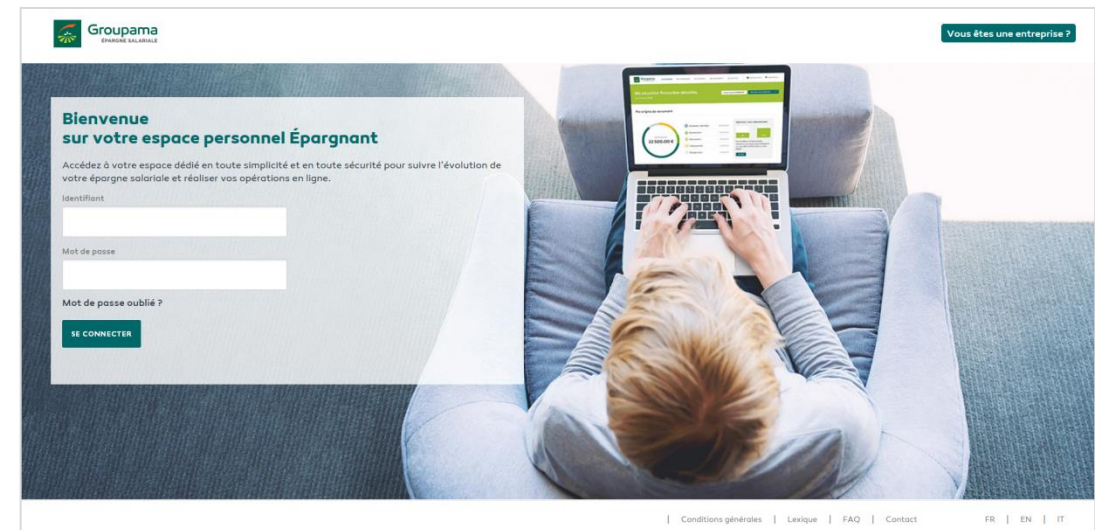 Groupama
ÉPARGNE SALARIALE
Vous êtes une entreprise ?
Bienvenue
sur votre espace personnel Épargnant
Accédez à votre espace dédié en toute simplicité et en toute sécurité pour suivre l'évolution de
votre épargne salariale et réaliser vos opérations en ligne.
Identifiant
Mot de passe
Mot de passe oublié ?
SE CONNECTER
| Conditions générales | Lexique | FAQ | Contact
FR | EN | IT